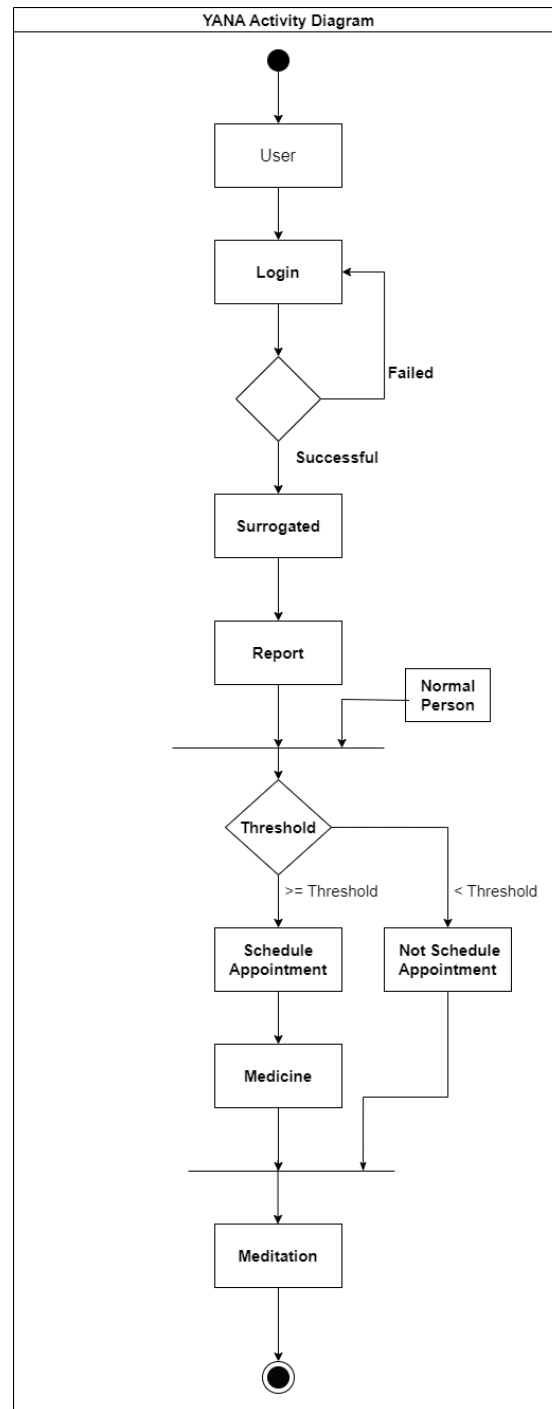 YANA Activity Diagram
User
Login
Failed
Successful
Surrogated
Report
Normal
Person
Threshold
>= Threshold
< Threshold
Schedule
Appointment
Not Schedule
Appointment
Medicine
Meditation